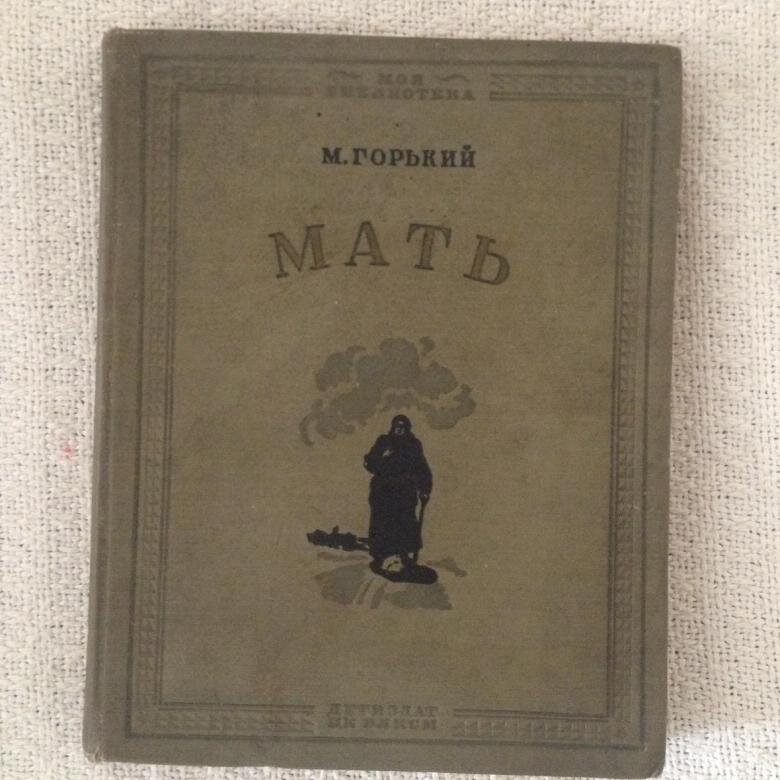 МОЯ
БИБЛИОТЕКА
М. ГОРЬКИЙ
МАТЬ
ДЕТИЗДАТ
ЦК ВЛКСМ